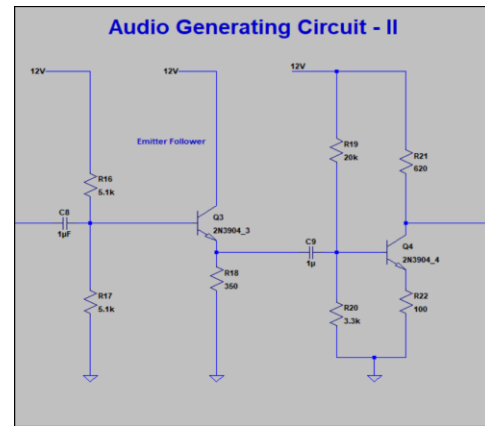 Audio Generating Circuit - II
12V
12V
12V
Emitter Follower
R19
20k
R21
620
R16
5.1k
C8
1µF
Q3
2N3904_3
C9
1µ
Q4
2N3904_4
R18
350
R17
5.1k
R20
3.3k
R22
100